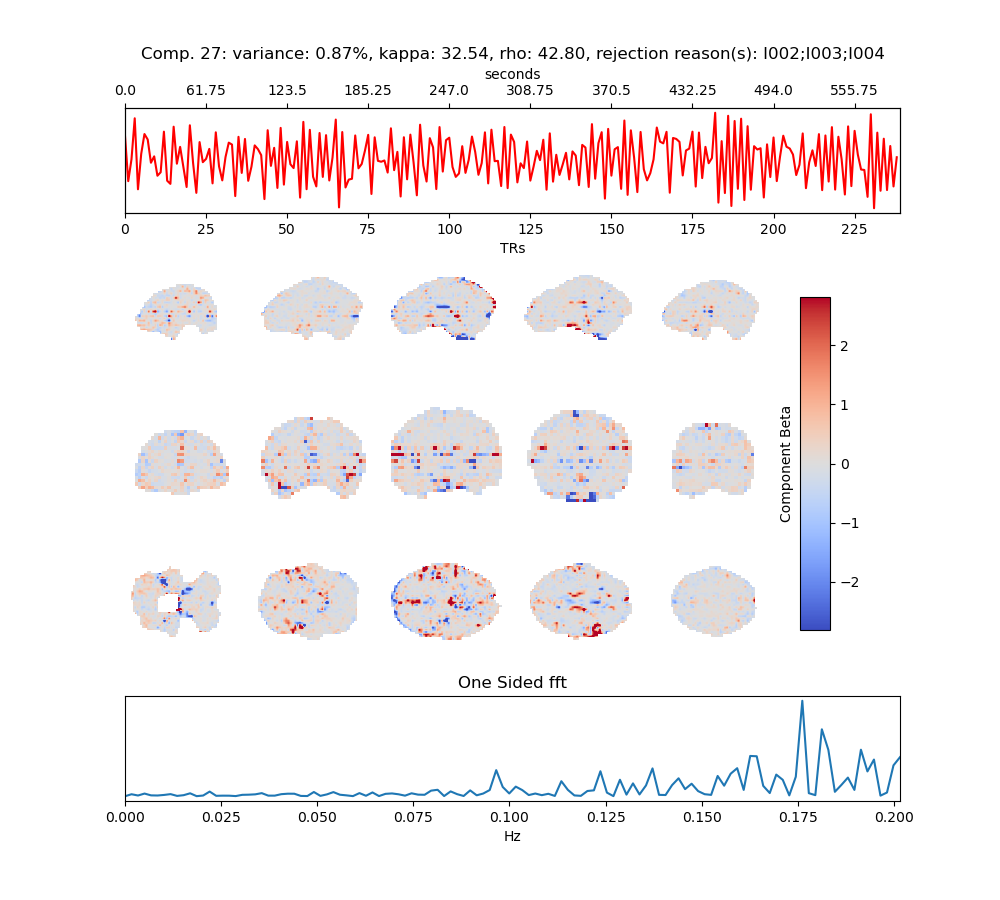 Comp. 27: variance: 0.87%, kappa: 32.54, rho: 42.80, rejection reason(s): I002;I003;I004
seconds
0.0 61.75 123.5 185.25 247.0 308.75 370.5 432.25 494.0 555.75
0 25 50 75 100 125 150 175 200 225
TRs
Component Beta
2
1
0
−1
−2
One Sided fft
0.000 0.025 0.050 0.075 0.100 0.125 0.150 0.175 0.200
Hz